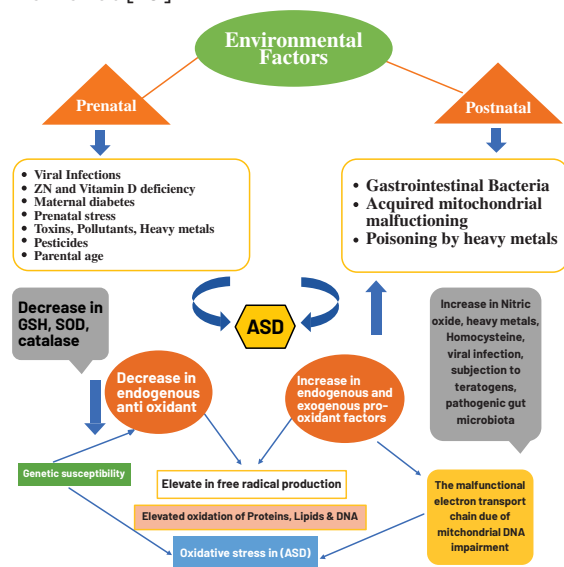 Environmental
Factors
Prenatal
Postnatal
• Viral Infections
• ZN and Vitamin D deficiency
• Maternal diabetes
• Prenatal stress
• Toxins, Pollutants, Heavy metals
• Pesticides
• Parental age
• Gastrointestinal Bacteria
• Acquired mitochondrial
malfuctioning
• Poisoning by heavy metals
Decrease in
GSH, SOD,
catalase
ASD
Increase in Nitric
oxide, heavy metals,
Homocysteine,
viral infection,
subjection to
teratogens,
pathogenic gut
microbiota
Decrease in
endogenous
anti oxidant
Increase in
endogenous and
exogenous pro-
oxidant factors
Genetic susceptibility
Elevate in free radical production
Elevated oxidation of Proteins, Lipids & DNA
Oxidative stress in (ASD)
The malfunctional
electron transport
chain due of
mitchondrial DNA
impairment